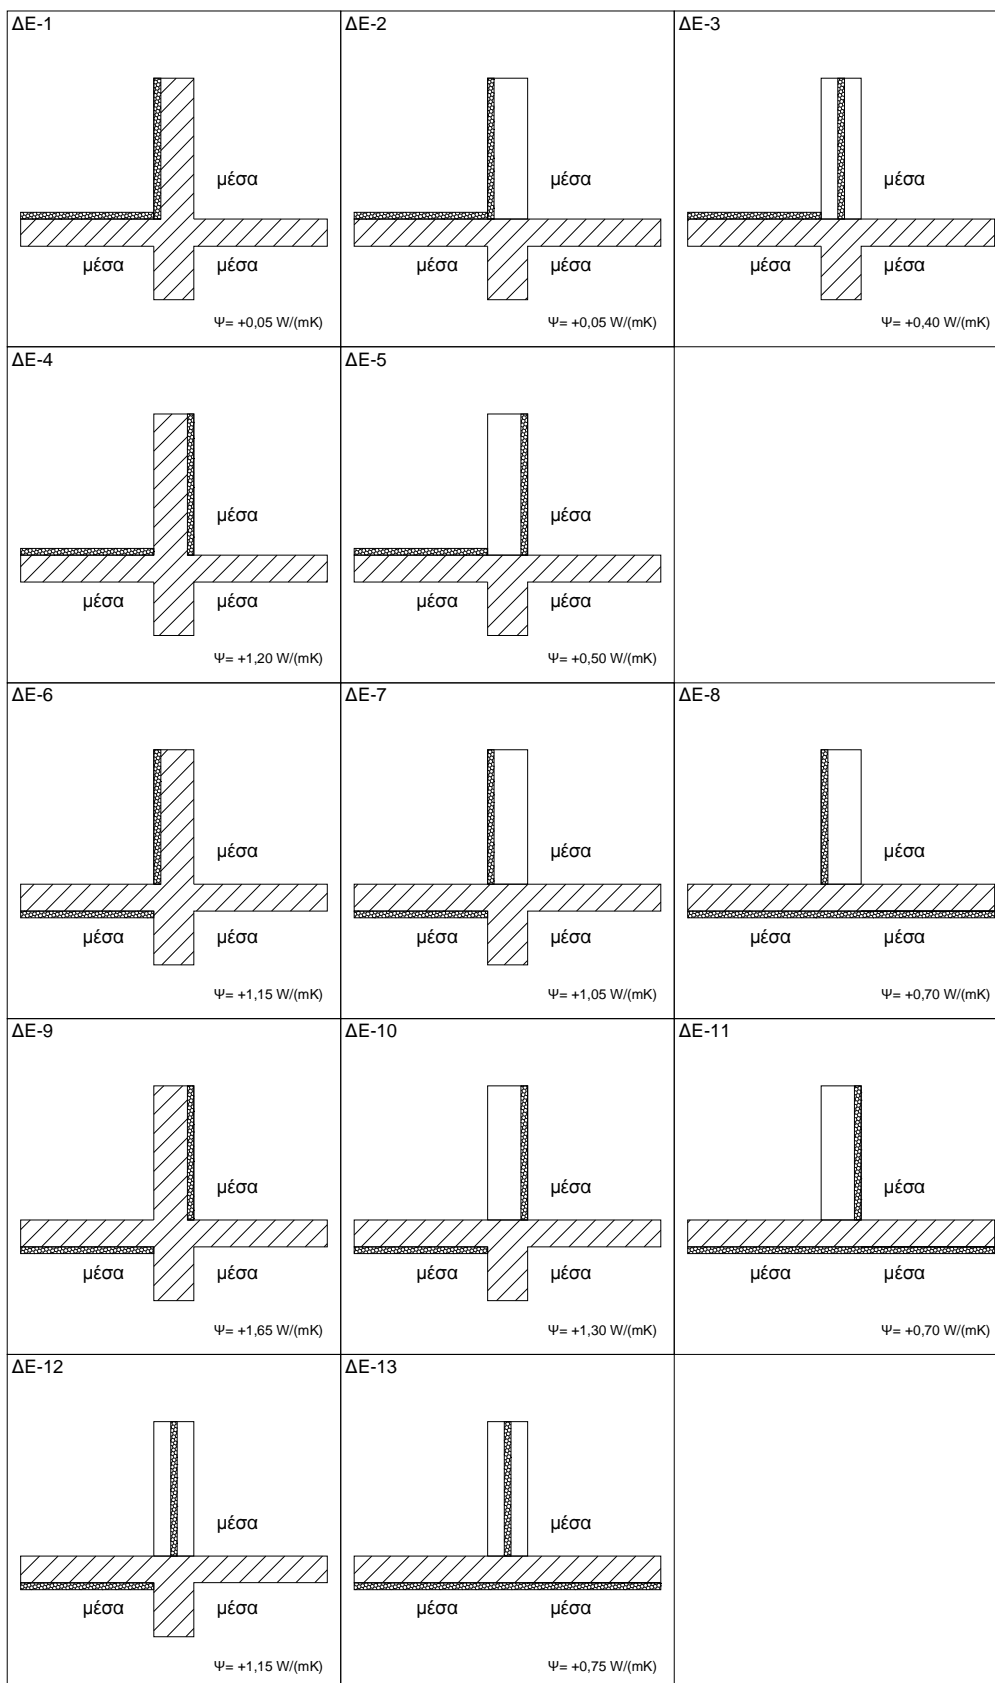 ΔΕ-1
μέσα
μέσα μέσα
Ψ= +0,05 W/(mK)
ΔΕ-2
μέσα
μέσα μέσα
Ψ= +0,05 W/(mK)
ΔΕ-3
μέσα
μέσα μέσα
Ψ= +0,40 W/(mK)
ΔΕ-4
μέσα
μέσα μέσα
Ψ= +1,20 W/(mK)
ΔΕ-5
μέσα
μέσα μέσα
Ψ= +0,50 W/(mK)
ΔΕ-6
μέσα
μέσα μέσα
Ψ= +1,15 W/(mK)
ΔΕ-7
μέσα
μέσα μέσα
Ψ= +1,05 W/(mK)
ΔΕ-8
μέσα
μέσα μέσα
Ψ= +0,70 W/(mK)
ΔΕ-9
μέσα
μέσα μέσα
Ψ= +1,65 W/(mK)
ΔΕ-10
μέσα
μέσα μέσα
Ψ= +1,30 W/(mK)
ΔΕ-11
μέσα
μέσα μέσα
Ψ= +0,70 W/(mK)
ΔΕ-12
μέσα
μέσα μέσα
Ψ= +1,15 W/(mK)
ΔΕ-13
μέσα
μέσα μέσα
Ψ= +0,75 W/(mK)